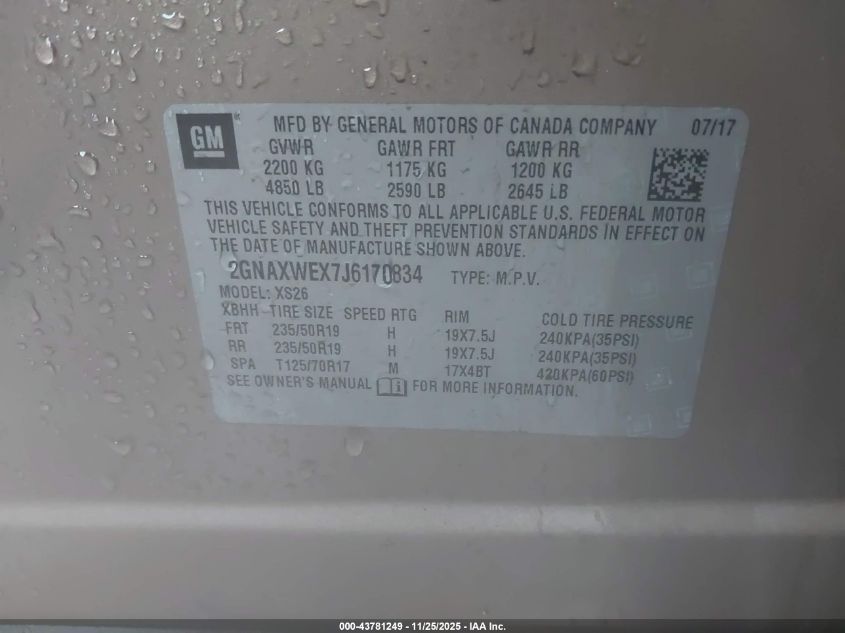 GM MFD BY GENERAL MOTORS OF CANADA COMPANY 07/17
GVWR GAWR FRT GAWR RR
2200 KG 1175 KG 1200 KG
4850 LB 2590 LB 2645 LB
THIS VEHICLE CONFORMS TO ALL APPLICABLE U.S. FEDERAL MOTOR
VEHICLE SAFETY AND THEFT PREVENTION STANDARDS IN EFFECT ON
THE DATE OF MANUFACTURE SHOWN ABOVE.
2GNAXWEX7J6170834 TYPE: M.P.V.
MODEL: XS26
XBHH TIRE SIZE SPEED RTG RIM COLD TIRE PRESSURE
FRT 235/50R19 H 19X7.5J 240KPA(35PSI)
RR 235/50R19 H 19X7.5J 240KPA(35PSI)
SPA T125/70R17 M 17X4BT 420KPA(60PSI)
SEE OWNER'S MANUAL FOR MORE INFORMATION.
000-43781249 - 11/25/2025 - IAA Inc.